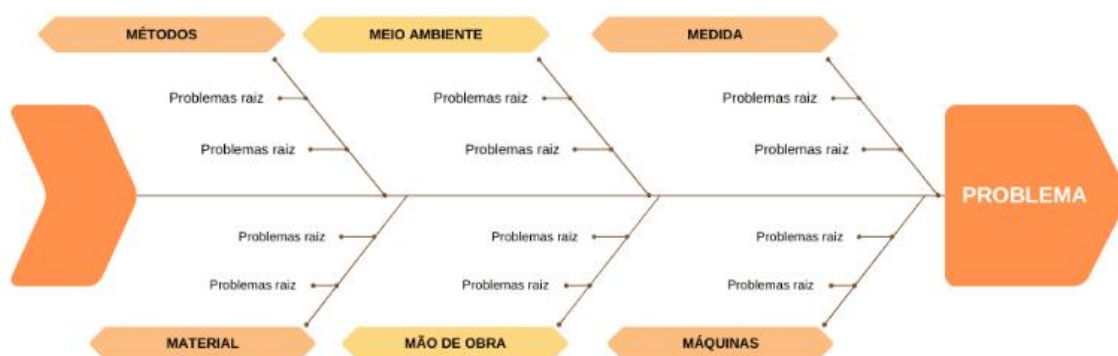 MÉTODOS
MEIO AMBIENTE
MEDIDA
Problemas raiz
Problemas raiz
Problemas raiz
Problemas raiz
Problemas raiz
Problemas raiz
PROBLEMA
Problemas raiz
Problemas raiz
Problemas raiz
Problemas raiz
Problemas raiz
Problemas raiz
MATERIAL
MÃO DE OBRA
MÁQUINAS